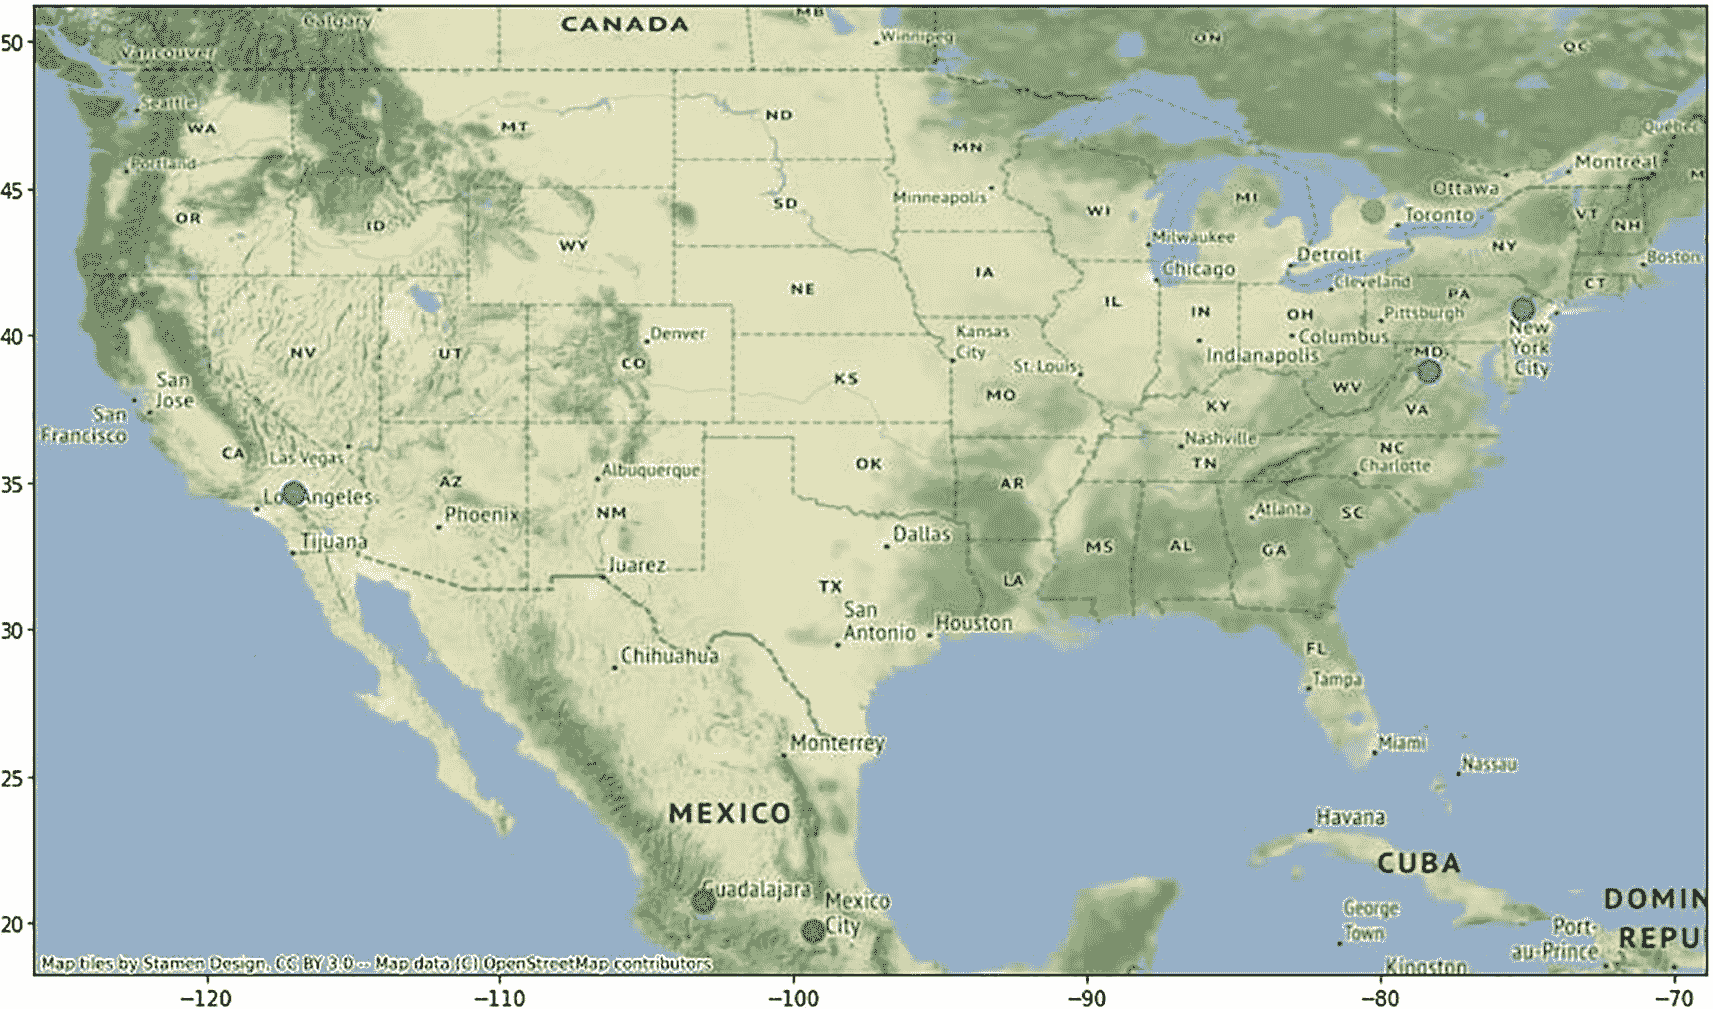 Calgary
CANADA
MB
Winnipeg
ON
QC
50
Vancouver
Seattle
WA
MT
ND
MN
Québec
Portland
Montréal
45
OR
ID
WY
SD
Minneapolis
WI
MI
Ottawa
Toronto
VT
NH
M
Milwaukee
NY
Boston
Detroit
Chicago
IA
NE
Cleveland
PA
CT
IL
IN
OH
Pittsburgh
40
NV
UT
Denver
CO
KS
Kansas
City
St. Louis
Indianapolis
Columbus
MD
New
York
City
San
Jose
San
Francisco
MO
KY
WV
VA
CA
Las Vegas
AZ
Albuquerque
OK
Nashville
TN
NC
Charlotte
35
Los Angeles
Phoenix
NM
AR
Atlanta
SC
Tijuana
Juarez
Dallas
MS
AL
GA
TX
LA
30
San
Antonio
Houston
Chihuahua
FL
Tampa
Monterrey
Miami
Nassau
25
MEXICO
Havana
CUBA
Guadalajara
Mexico
City
George
Town
DOMIN
REPU
20
Port-
au-Prince
Kingston
Map tiles by Stamen Design, CC BY 3.0 -- Map data (C) OpenStreetMap contributors
−120
−110
−100
−90
−80
−70